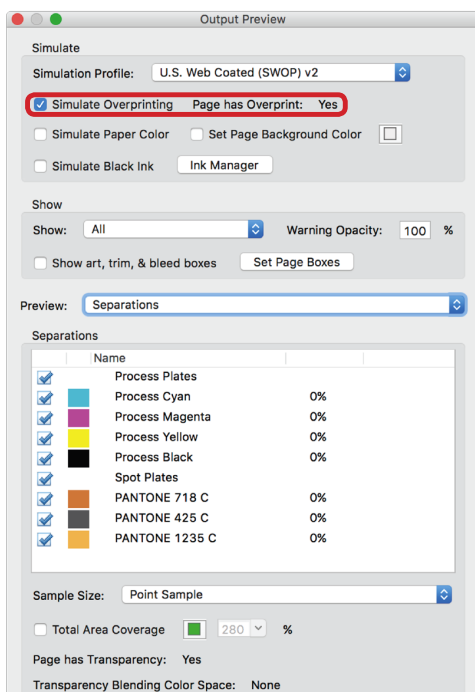 Output Preview
Simulate
Simulation Profile: U.S. Web Coated (SWOP) v2
Simulate Overprinting Page has Overprint: Yes
Simulate Paper Color Set Page Background Color
Simulate Black Ink Ink Manager
Show
Show: All Warning Opacity: 100 %
Show art, trim, & bleed boxes Set Page Boxes
Preview: Separations
Separations
Name
Process Plates
Process Cyan 0%
Process Magenta 0%
Process Yellow 0%
Process Black 0%
Spot Plates
PANTONE 718 C 0%
PANTONE 425 C 0%
PANTONE 1235 C 0%
Sample Size: Point Sample
Total Area Coverage 280 %
Page has Transparency: Yes
Transparency Blending Color Space: None